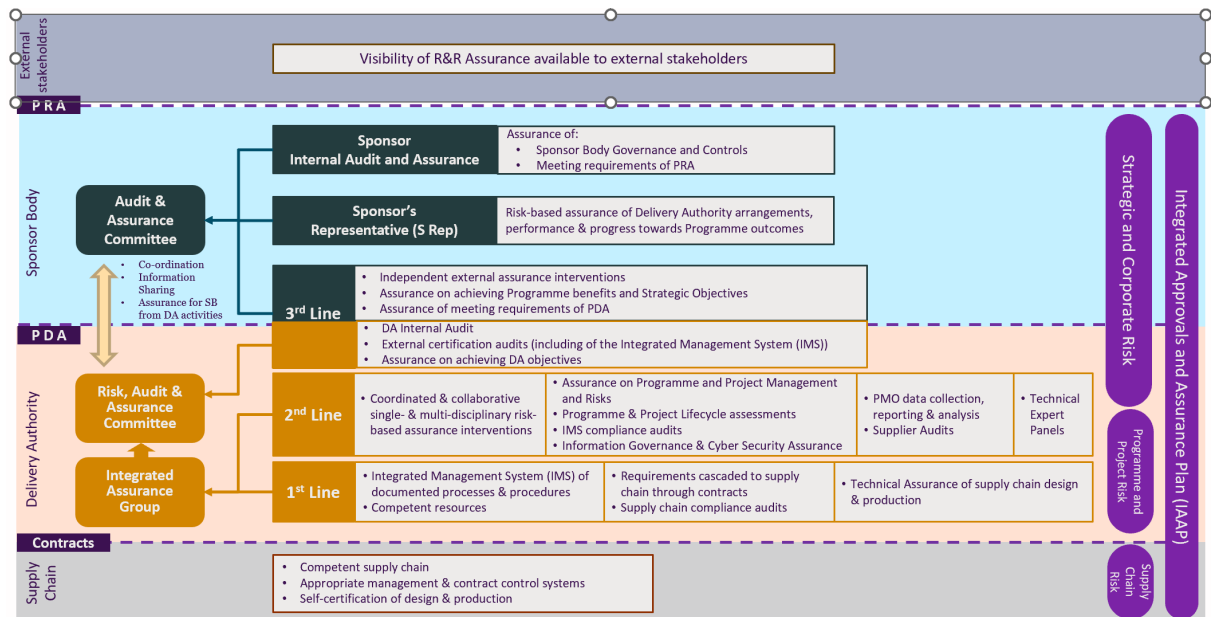 External
stakeholders
Visibility of R&R Assurance available to external stakeholders
PRA
Sponsor Body
Audit &
Assurance
Committee
• Co-ordination
• Information
Sharing
• Assurance for SB
from DA activities
Sponsor
Internal Audit and Assurance
Assurance of:
• Sponsor Body Governance and Controls
• Meeting requirements of PRA
Sponsor's
Representative (S Rep)
Risk-based assurance of Delivery Authority arrangements,
performance & progress towards Programme outcomes
3rd Line
• Independent external assurance interventions
• Assurance on achieving Programme benefits and Strategic Objectives
• Assurance of meeting requirements of PDA
PDA
• DA Internal Audit
• External certification audits (including of the Integrated Management System (IMS))
• Assurance on achieving DA objectives
Delivery Authority
Risk, Audit &
Assurance
Committee
Integrated
Assurance
Group
2nd Line
• Coordinated & collaborative
single- & multi-disciplinary risk-
based assurance interventions
• Assurance on Programme and Project Management
and Risks
• Programme & Project Lifecycle assessments
• IMS compliance audits
• Information Governance & Cyber Security Assurance
• PMO data collection,
reporting & analysis
• Supplier Audits
• Technical
Expert
Panels
1st Line
• Integrated Management System (IMS) of
documented processes & procedures
• Competent resources
• Requirements cascaded to supply
chain through contracts
• Supply chain compliance audits
• Technical Assurance of supply chain design
& production
Contracts
Supply
Chain
• Competent supply chain
• Appropriate management & contract control systems
• Self-certification of design & production
Strategic and Corporate Risk
Programme and
Project Risk
Supply
Chain
Risk
Integrated Approvals and Assurance Plan (IAAP)